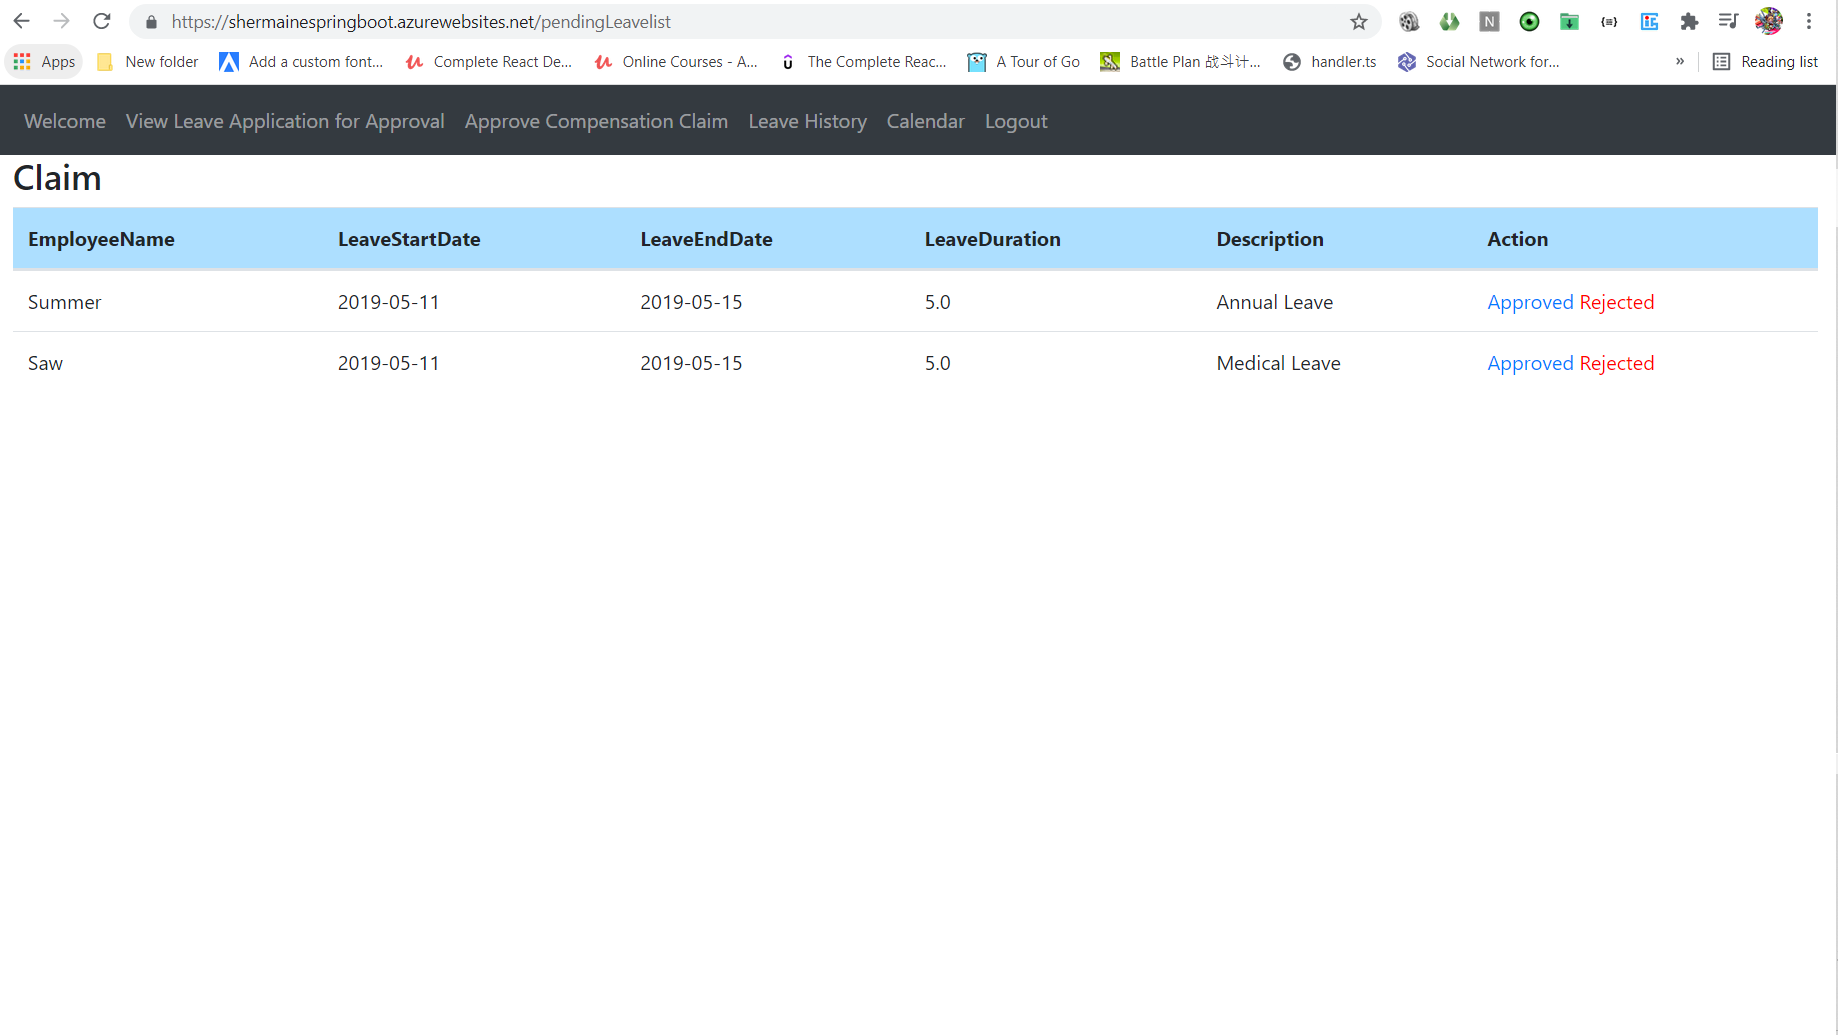 https://shermainespringboot.azurewebsites.net/pendingLeavelist
N {≡}
Apps New folder Add a custom font... Complete React De... Online Courses - A... The Complete Reac... A Tour of Go Battle Plan 战斗计... handler.ts Social Network for... » Reading list
Welcome View Leave Application for Approval Approve Compensation Claim Leave History Calendar Logout
Claim
EmployeeName LeaveStartDate LeaveEndDate LeaveDuration Description Action
Summer 2019-05-11 2019-05-15 5.0 Annual Leave Approved Rejected
Saw 2019-05-11 2019-05-15 5.0 Medical Leave Approved Rejected